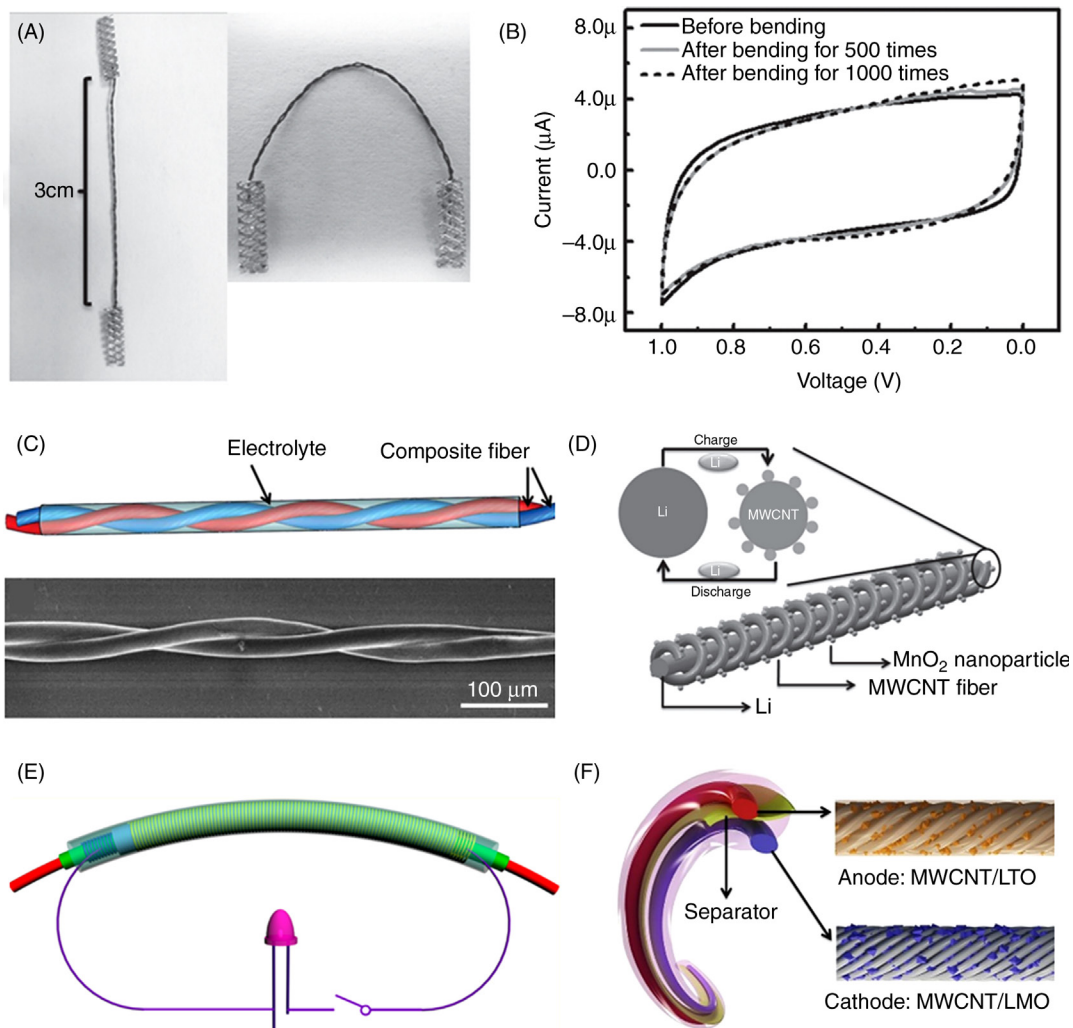 (A)
3cm
(B)
Before bending
After bending for 500 times
After bending for 1000 times
8.0μ
4.0μ
0.0
−4.0μ
−8.0μ
Current (μA)
1.0 0.8 0.6 0.4 0.2 0.0
Voltage (V)
(C)
Electrolyte
Composite fiber
100 μm
(D)
Charge
Li
Li
MWCNT
Li
Discharge
MnO₂ nanoparticle
MWCNT fiber
Li
(E)
(F)
Separator
Anode: MWCNT/LTO
Cathode: MWCNT/LMO